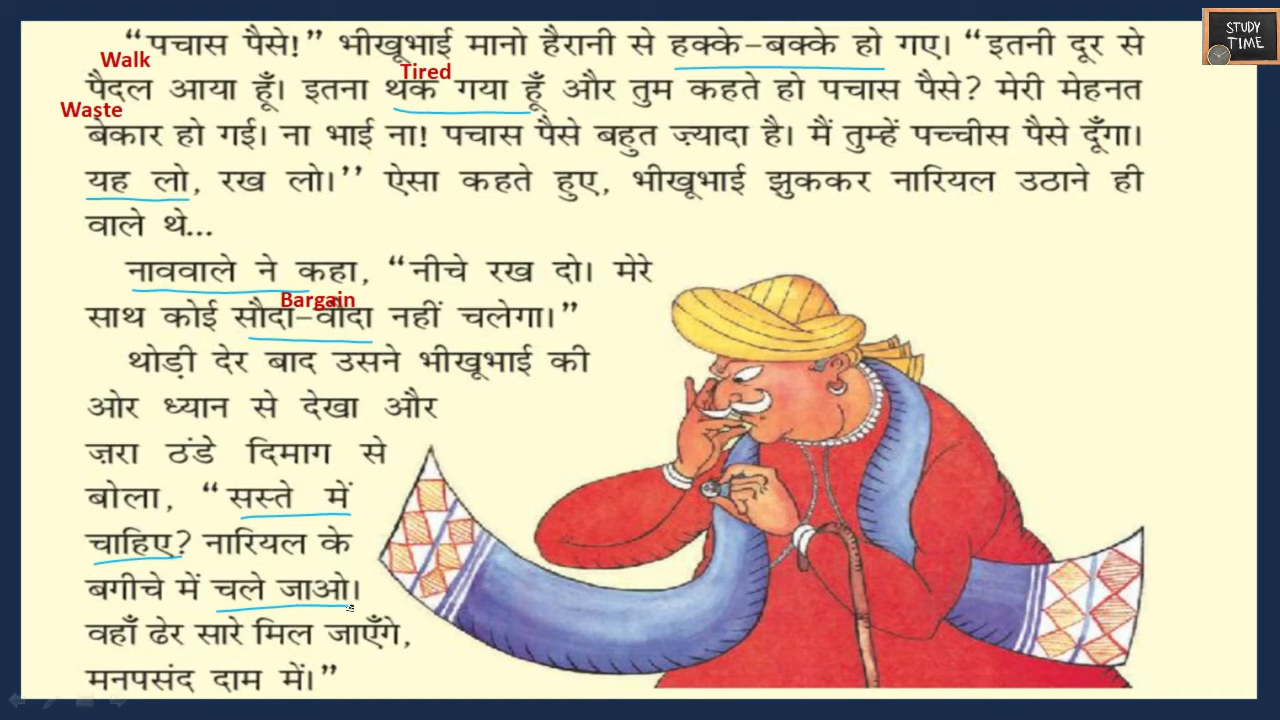 STUDY
TIME
“पचास पैसे!” भीखूभाई मानो हैरानी से हक्के-बक्के हो गए। “इतनी दूर से
Walk
Tired
पैदल आया हूँ। इतना थक गया हूँ और तुम कहते हो पचास पैसे? मेरी मेहनत
Waste
बेकार हो गई। ना भाई ना! पचास पैसे बहुत ज़्यादा है। मैं तुम्हें पच्चीस पैसे दूँगा।
यह लो, रख लो।’’ ऐसा कहते हुए, भीखूभाई झुककर नारियल उठाने ही
वाले थे...
नाववाले ने कहा, “नीचे रख दो। मेरे
Bargain
साथ कोई सौदा-वौदा नहीं चलेगा।”
थोड़ी देर बाद उसने भीखूभाई की
ओर ध्यान से देखा और
ज़रा ठंडे दिमाग से
बोला, “सस्ते में
चाहिए? नारियल के
बगीचे में चले जाओ।
वहाँ ढेर सारे मिल जाएँगे,
मनपसंद दाम में।”